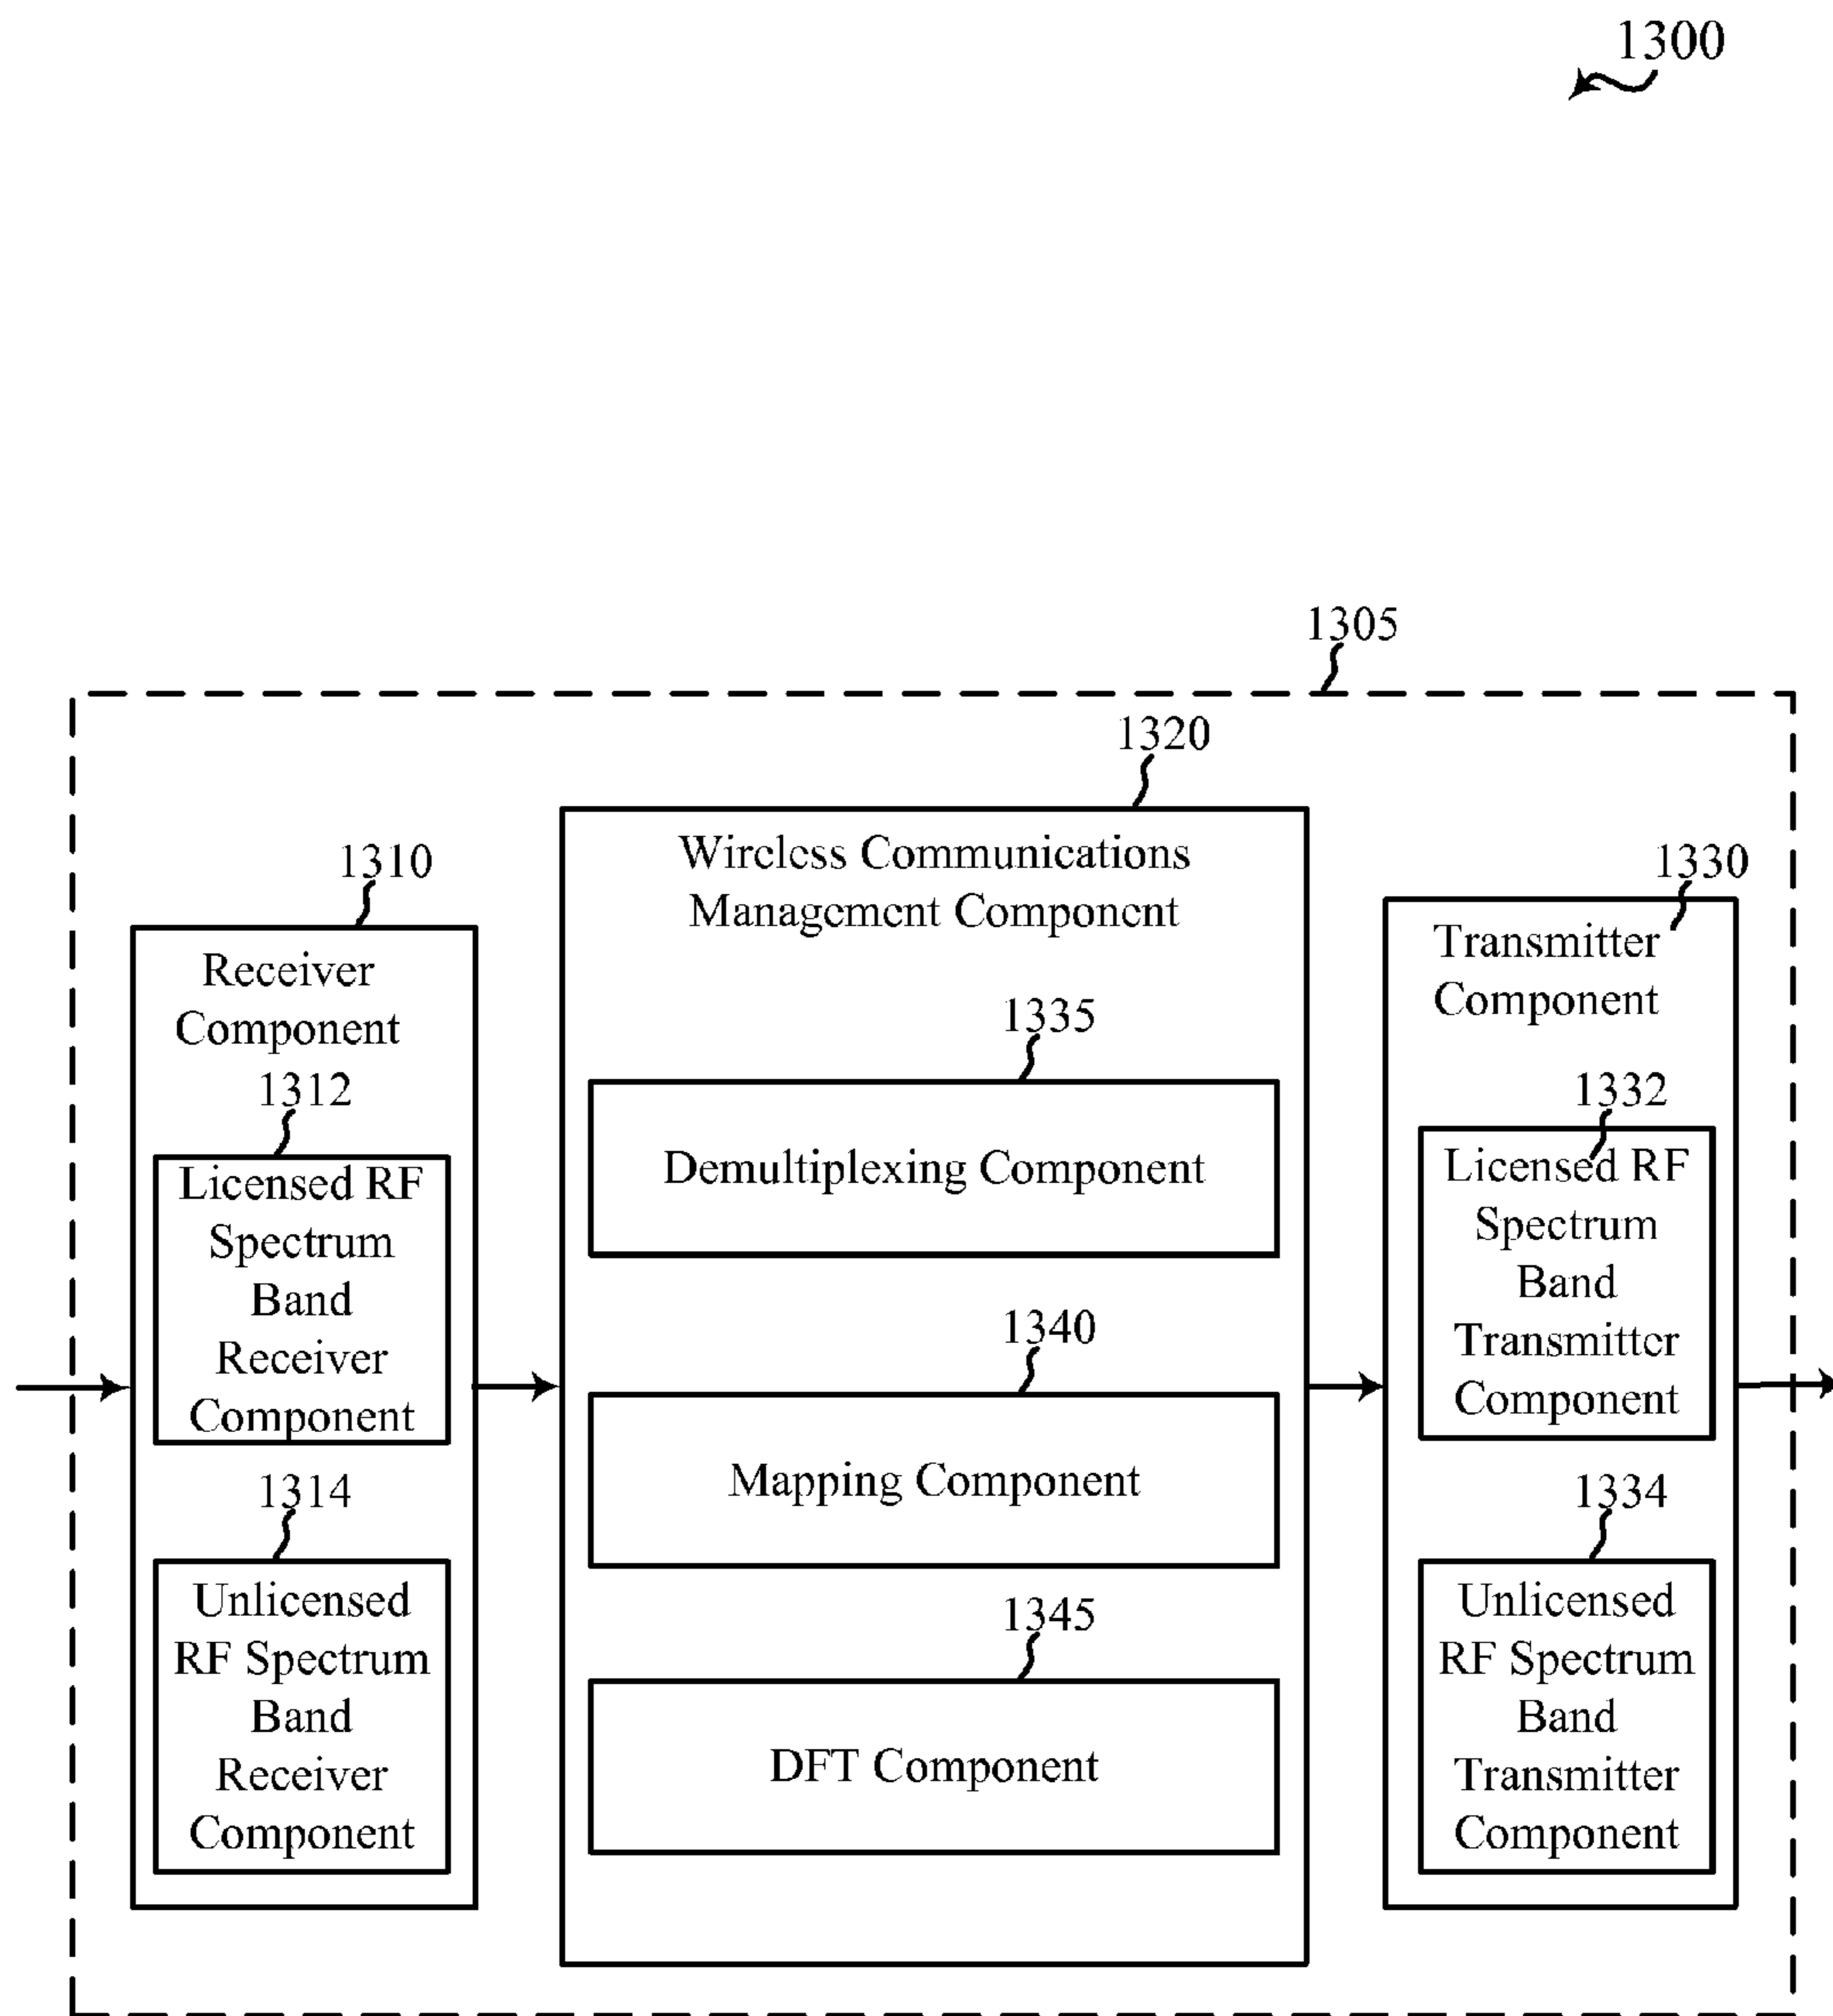 1300
1305
1320
Wireless Communications
Management Component
1310
Receiver
Component
1312
Licensed RF
Spectrum
Band
Receiver
Component
1314
Unlicensed
RF Spectrum
Band
Receiver
Component
1335
Demultiplexing Component
1340
Mapping Component
1345
DFT Component
1330
Transmitter
Component
1332
Licensed RF
Spectrum
Band
Transmitter
Component
1334
Unlicensed
RF Spectrum
Band
Transmitter
Component